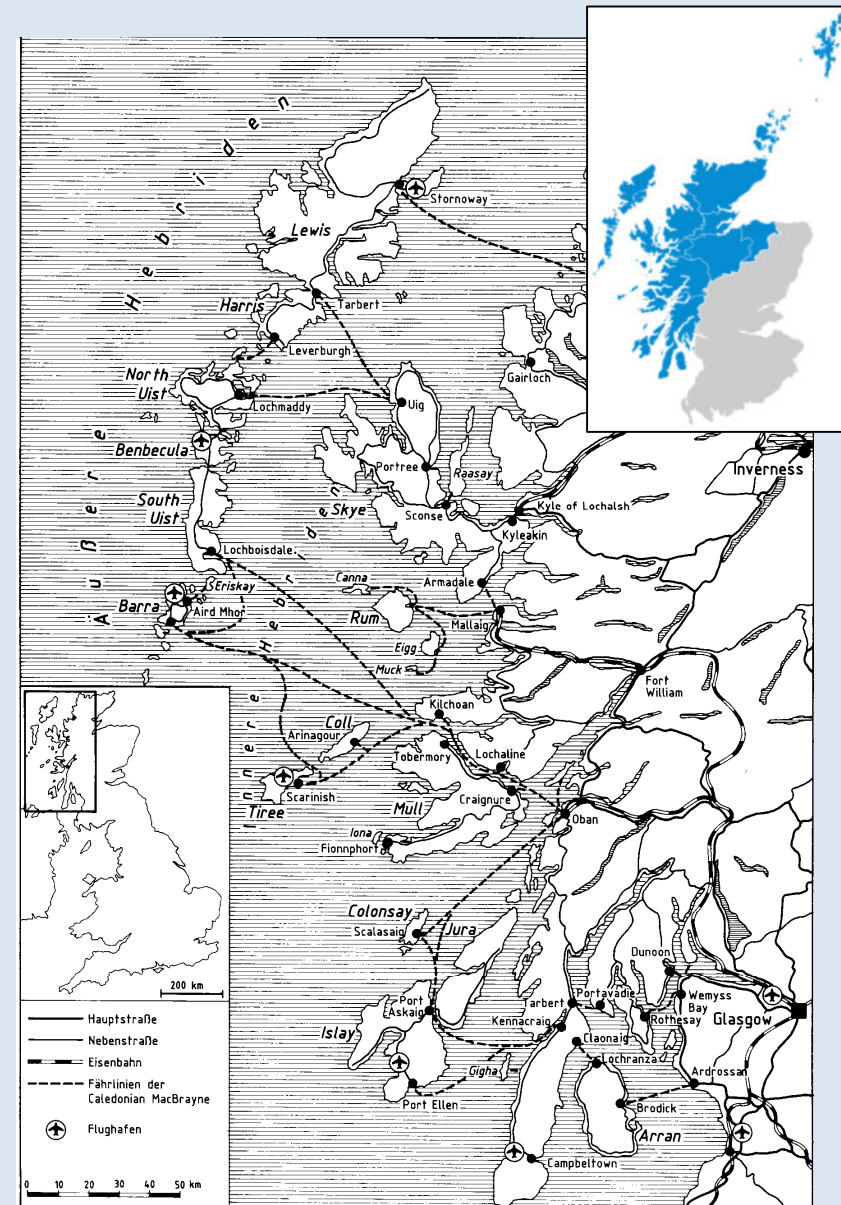 Äußere Hebriden
Innere Hebriden
Stornoway
Lewis
Harris
Tarbert
Leverburgh
Gairloch
North
Uist
Lochmaddy
Uig
Benbecula
Portree
Raasay
Inverness
South
Uist
Skye
Sconse
Kyle of Lochalsh
Kyleakin
Lochboisdale
Eriskay
Canna
Armadale
Barra
Aird Mhor
Rum
Mallaig
Eigg
Muck
Fort
William
Kilchoan
Coll
Arinagour
Tobermory
Lochaline
Scarinish
Tiree
Mull
Craignure
Oban
Iona
Fionnphort
Colonsay
Scalasaig
Jura
Dunoon
Port
Askaig
Tarbert
Portavadie
Wemyss
Bay
Glasgow
Islay
Kennacraig
Rothesay
Claonaig
Gigha
Lochranza
Ardrossan
Port Ellen
Brodick
Arran
Campbeltown
200 km
Hauptstraße
Nebenstraße
Eisenbahn
Fährlinien der
Caledonian MacBrayne
Flughafen
0 10 20 30 40 50 km